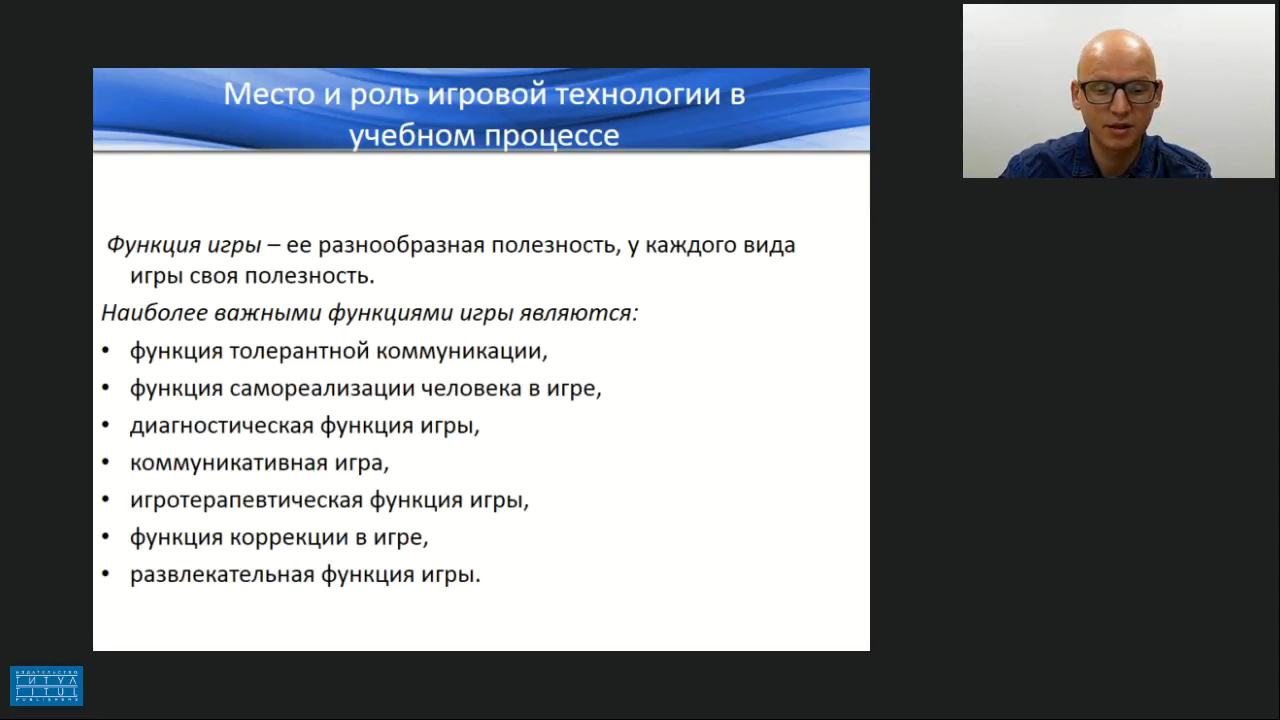 Место и роль игровой технологии в
учебном процессе
Функция игры – ее разнообразная полезность, у каждого вида
игры своя полезность.
Наиболее важными функциями игры являются:
• функция толерантной коммуникации,
• функция самореализации человека в игре,
• диагностическая функция игры,
• коммуникативная игра,
• игротерапевтическая функция игры,
• функция коррекции в игре,
• развлекательная функция игры.
ИЗДАТЕЛЬСТВО
ТИТУЛ
TITUL
PUBLISHERS